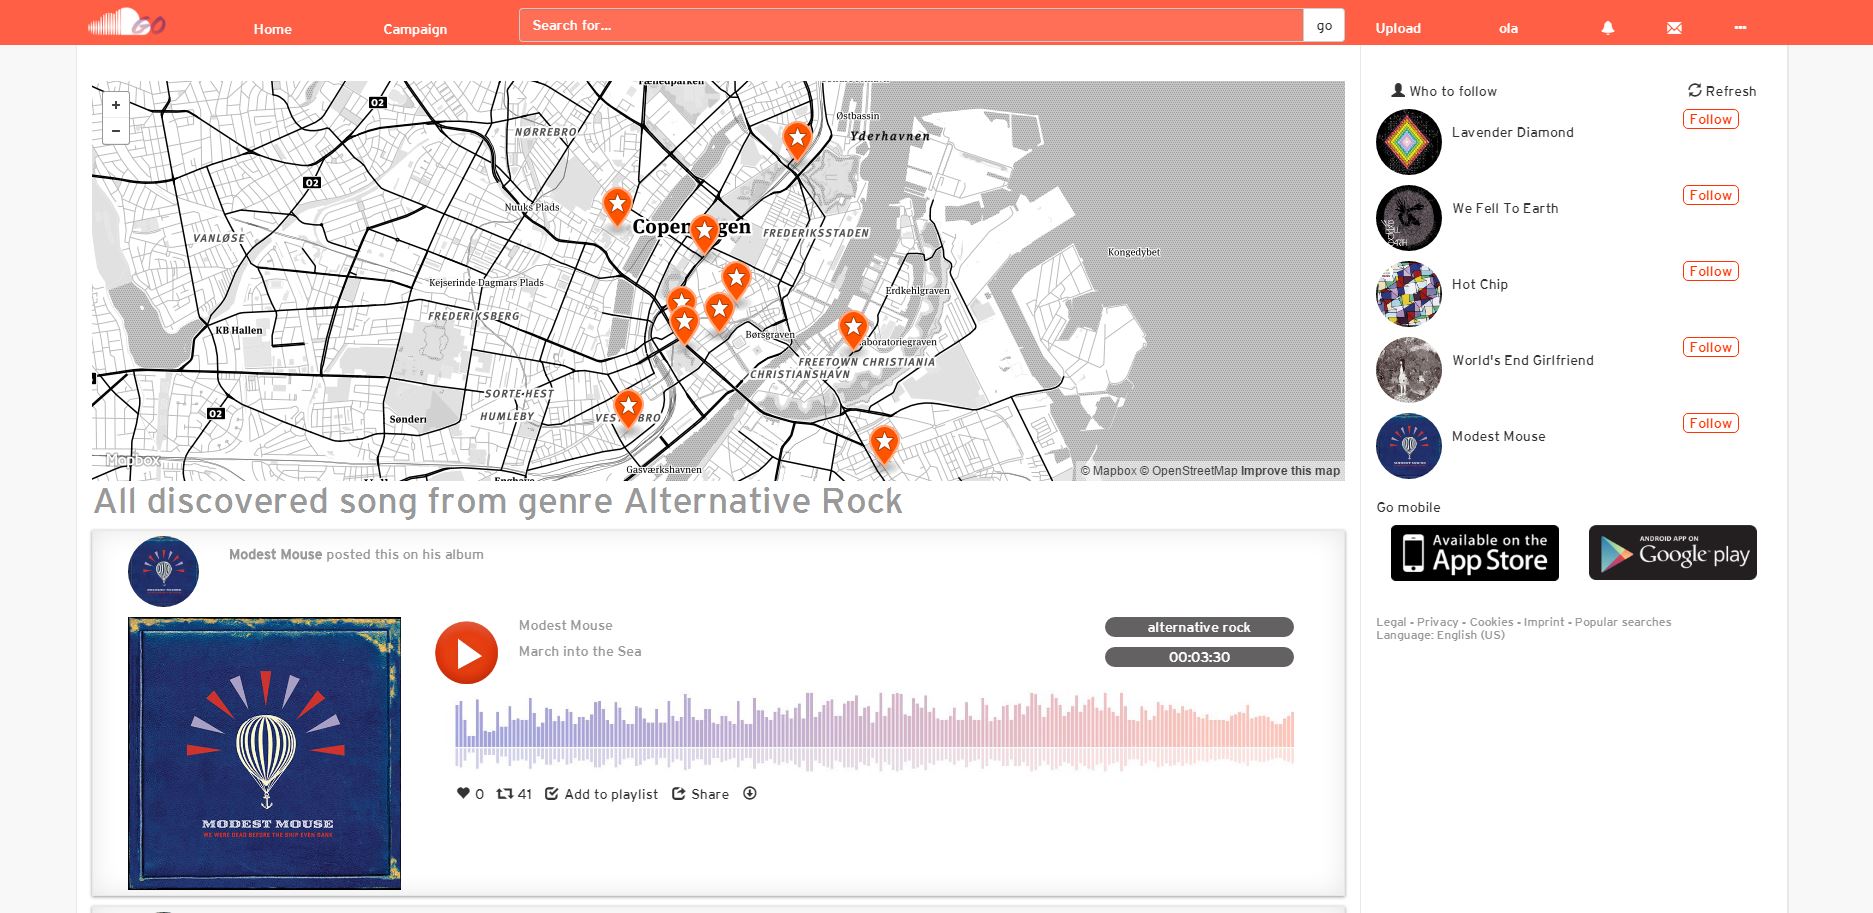 GO
Home
Campaign
Search for...
go
Upload
ola
+
−
02
NØRREBRO
Østbassin
Yderhavnen
02
Nuuks Plads
Copen gen
VANLØSE
FREDERIKSSTADEN
Kongedybet
Kejserinde Dagmars Plads
Erdkehlgraven
FREDERIKSBERG
KB Hallen
Børsgraven
aboratoriegraven
FREETOWN CHRISTIANIA
CHRISTIANSHAVN
SORTE-HEST
HUMLEBY
02
Sønderı
VEST BRO
Mapbox
Gasværkshavnen
© Mapbox © OpenStreetMap Improve this map
All discovered song from genre Alternative Rock
Modest Mouse posted this on his album
MODEST MOUSE
WE WERE DEAD BEFORE THE SHIP EVEN SANK
Modest Mouse
March into the Sea
alternative rock
00:03:30
0
41
Add to playlist
Share
Who to follow
Refresh
Lavender Diamond
Follow
We Fell To Earth
Follow
Hot Chip
Follow
World's End Girlfriend
Follow
Modest Mouse
Follow
Go mobile
Available on the
App Store
ANDROID APP ON
Google play
Legal - Privacy - Cookies - Imprint - Popular searches
Language: English (US)